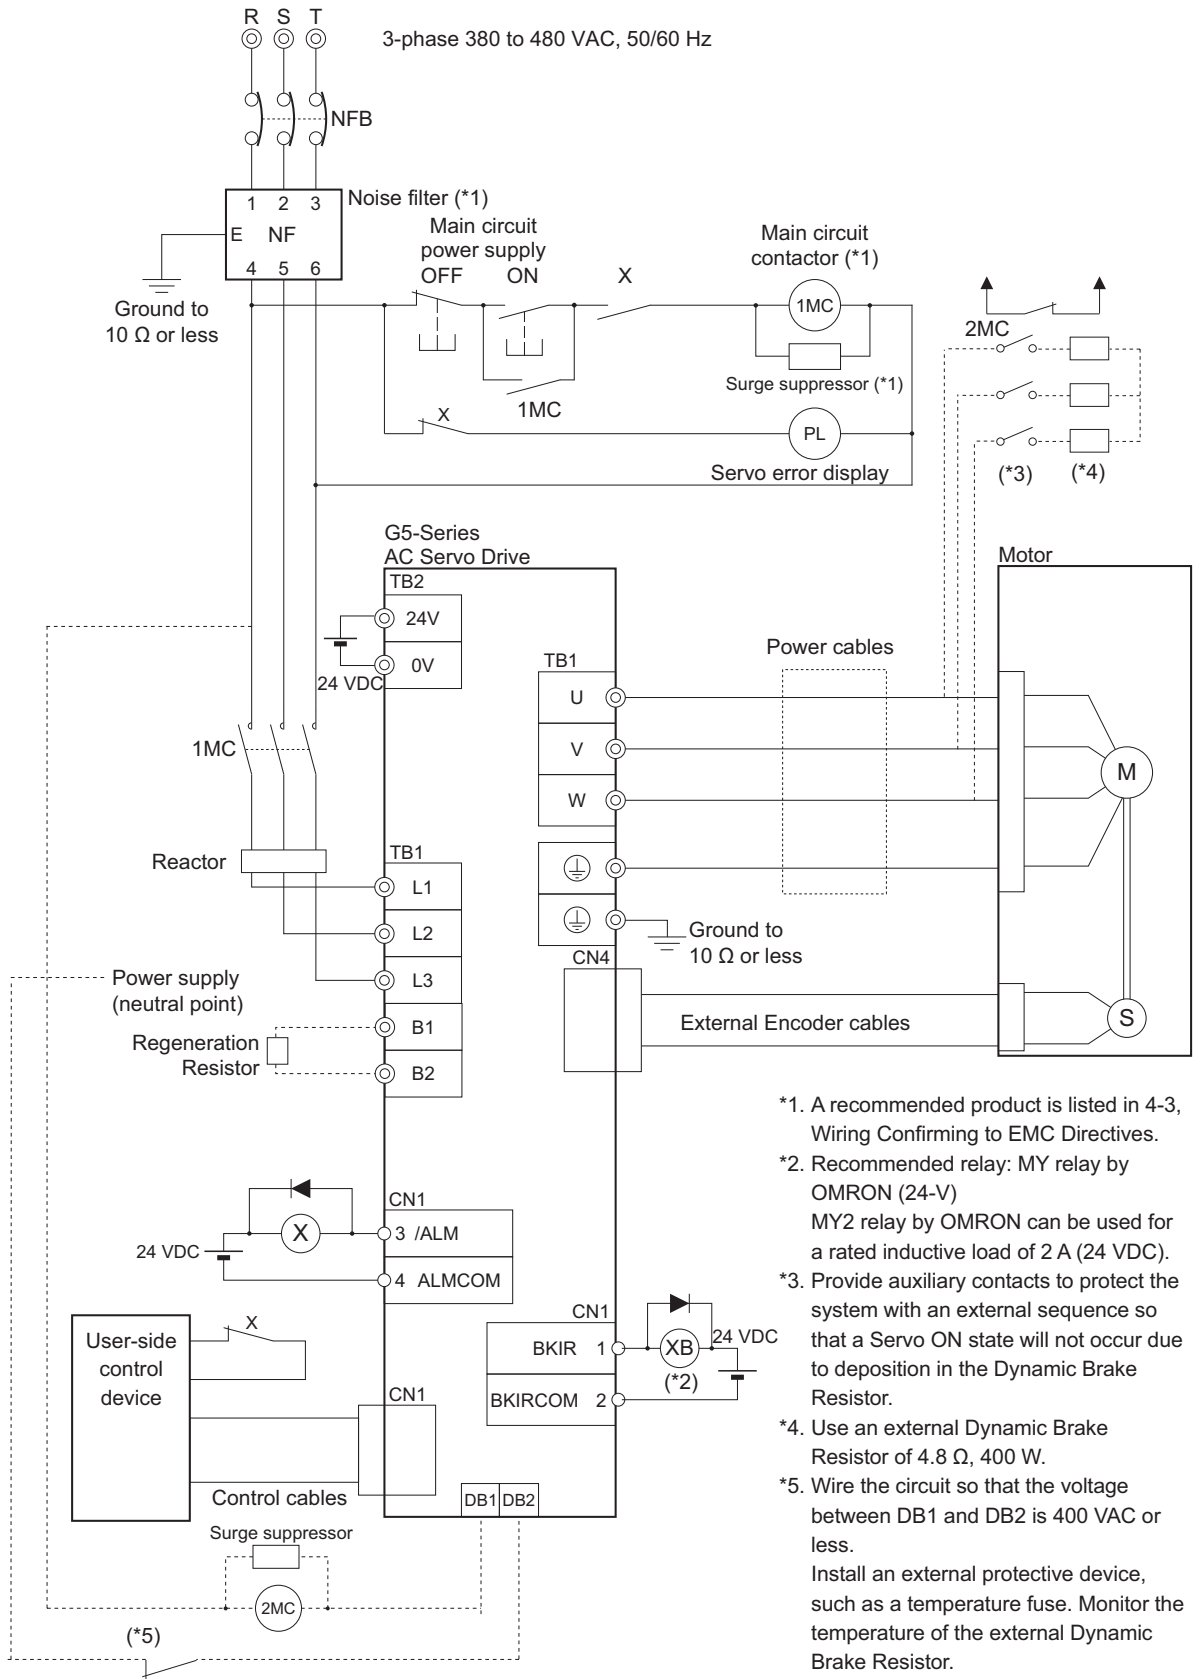 R S T
3-phase 380 to 480 VAC, 50/60 Hz
NFB
Noise filter (*1)
1 2 3
E NF
4 5 6
Ground to
10 Ω or less
Main circuit
power supply
OFF ON X
Main circuit
contactor (*1)
1MC
Surge suppressor (*1)
1MC
X
PL
Servo error display
2MC
(*3) (*4)
G5-Series
AC Servo Drive
TB2
24V
0V
24 VDC
TB1
U
V
W
Power cables
Motor
M
1MC
Reactor
TB1
L1
L2
L3
B1
B2
Power supply
(neutral point)
Regeneration
Resistor
Ground to
10 Ω or less
CN4
External Encoder cables
S
CN1
X
3 /ALM
24 VDC
4 ALMCOM
User-side
control
device
X
CN1
Control cables
CN1
BKIR 1
XB
24 VDC
(*2)
BKIRCOM 2
DB1 DB2
Surge suppressor
2MC
(*5)
*1. A recommended product is listed in 4-3,
Wiring Confirming to EMC Directives.
*2. Recommended relay: MY relay by
OMRON (24-V)
MY2 relay by OMRON can be used for
a rated inductive load of 2 A (24 VDC).
*3. Provide auxiliary contacts to protect the
system with an external sequence so
that a Servo ON state will not occur due
to deposition in the Dynamic Brake
Resistor.
*4. Use an external Dynamic Brake
Resistor of 4.8 Ω, 400 W.
*5. Wire the circuit so that the voltage
between DB1 and DB2 is 400 VAC or
less.
Install an external protective device,
such as a temperature fuse. Monitor the
temperature of the external Dynamic
Brake Resistor.